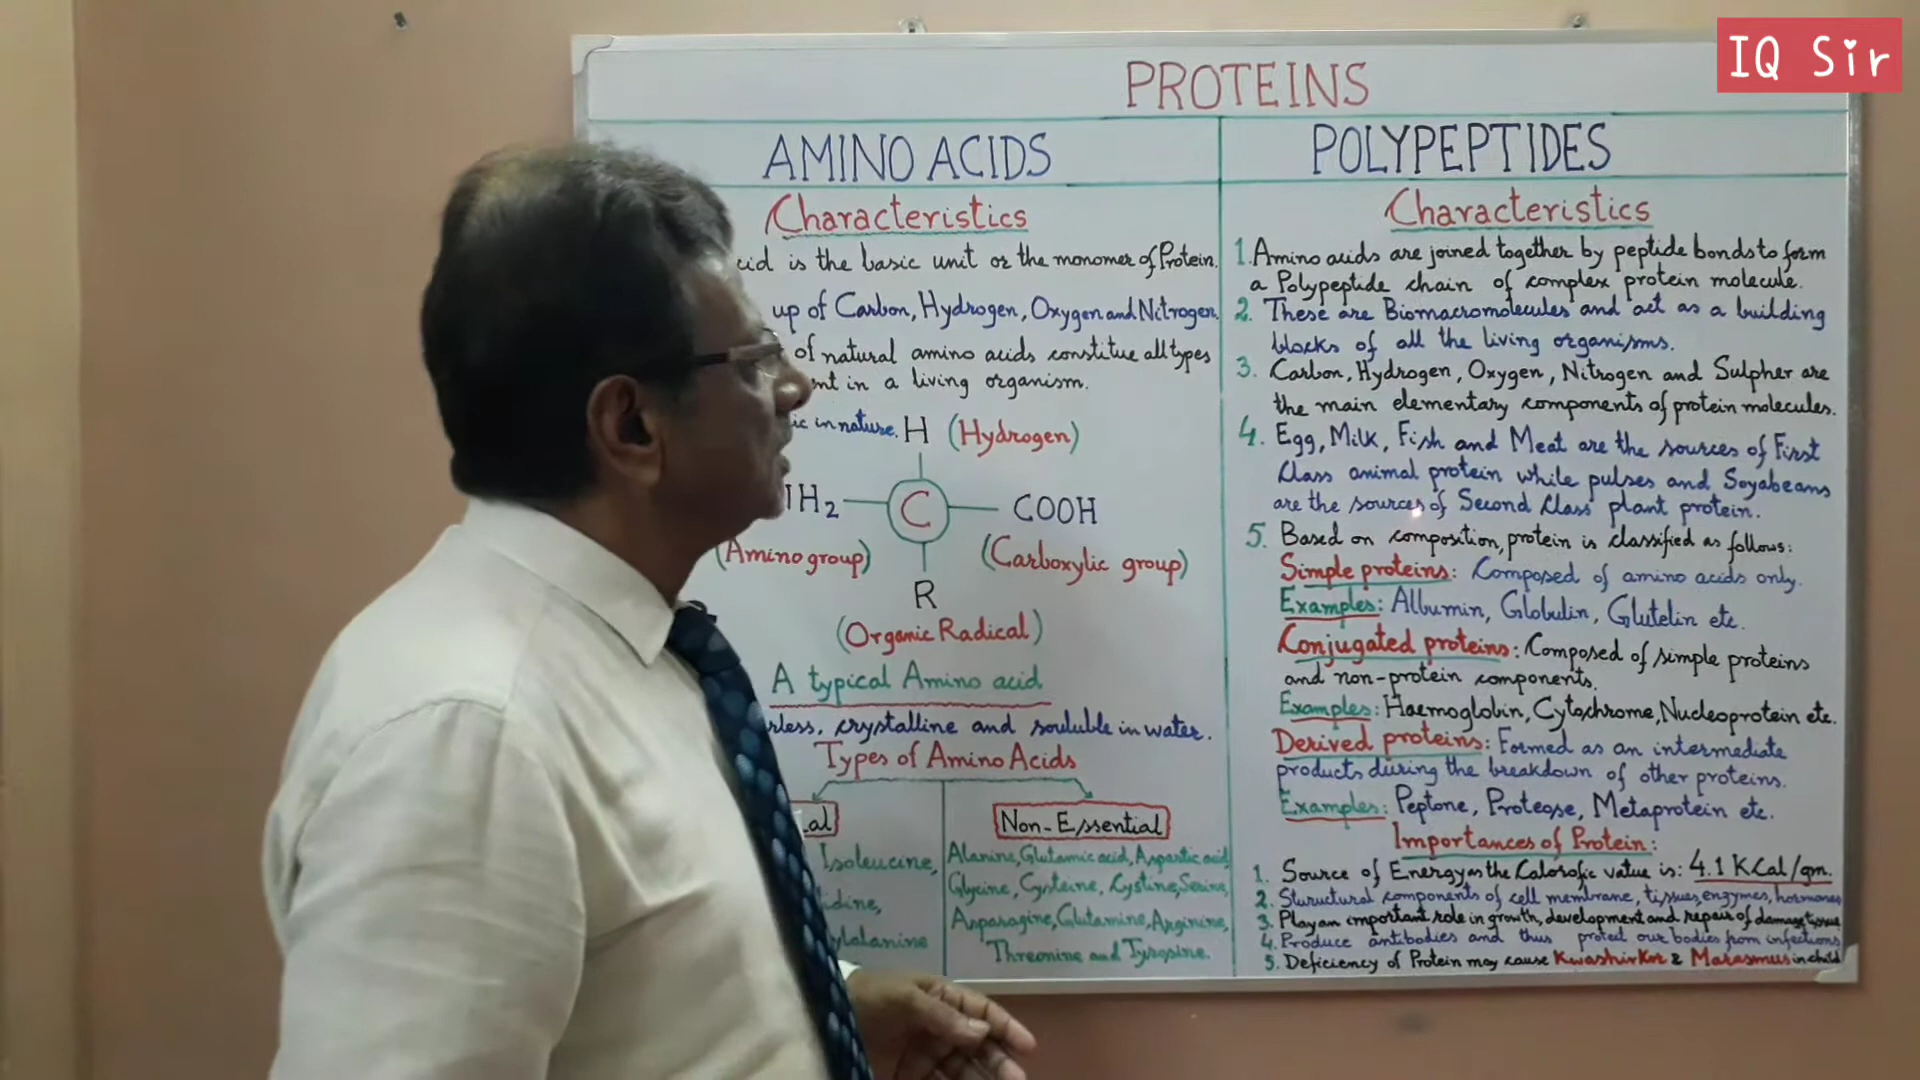 IQ Sir
PROTEINS
AMINO ACIDS
Characteristics
cid is the basic unit or the monomer of Protein.
up of Carbon, Hydrogen, Oxygen and Nitrogen.
of natural amino acids constitue all types
ent in a living organism.
ic in nature.
H (Hydrogen)
NH2 C COOH
(Amino group) (Carboxylic group)
R
(Organic Radical)
A typical Amino acid
rless, crystalline and souluble in water.
Types of Amino Acids
al Non-Essential
Isoleucine,
idine,
ylalanine
Alanine, Glutamic acid, Aspartic acid
Glycine, Cysteine, Cystine, Serine,
Asparagine, Glutamine, Arginine,
Threonine and Tyrosine.
POLYPEPTIDES
Characteristics
1. Amino acids are joined together by peptide bonds to form
a Polypeptide chain of complex protein molecule.
2. These are Biomacromolecules and act as a building
blocks of all the living organisms.
3. Carbon, Hydrogen, Oxygen, Nitrogen and Sulpher are
the main elementary components of protein molecules.
4. Egg, Milk, Fish and Meat are the sources of First
Class animal protein while pulses and Soyabeans
are the sources of Second Class plant protein.
5. Based on composition, protein is classified as follows:
Simple proteins: Composed of amino acids only.
Examples: Albumin, Globulin, Glutelin etc.
Conjugated proteins: Composed of simple proteins
and non-protein components.
Examples: Haemoglobin, Cytochrome, Nucleoprotein etc.
Derived proteins: Formed as an intermediate
products during the breakdown of other proteins.
Examples: Peptone, Proteose, Metaprotein etc.
Importances of Protein:
1. Source of Energy as the Calorofic value is: 4.1 KCal/gm.
2. Stuructural components of cell membrane, tissues, enzymes, hormones
3. Play an important role in growth, development and repair of damage tissue
4. Produce antibodies and thus protect our bodies from infections
5. Deficiency of Protein may cause Kwashirkor & Marasmus in child